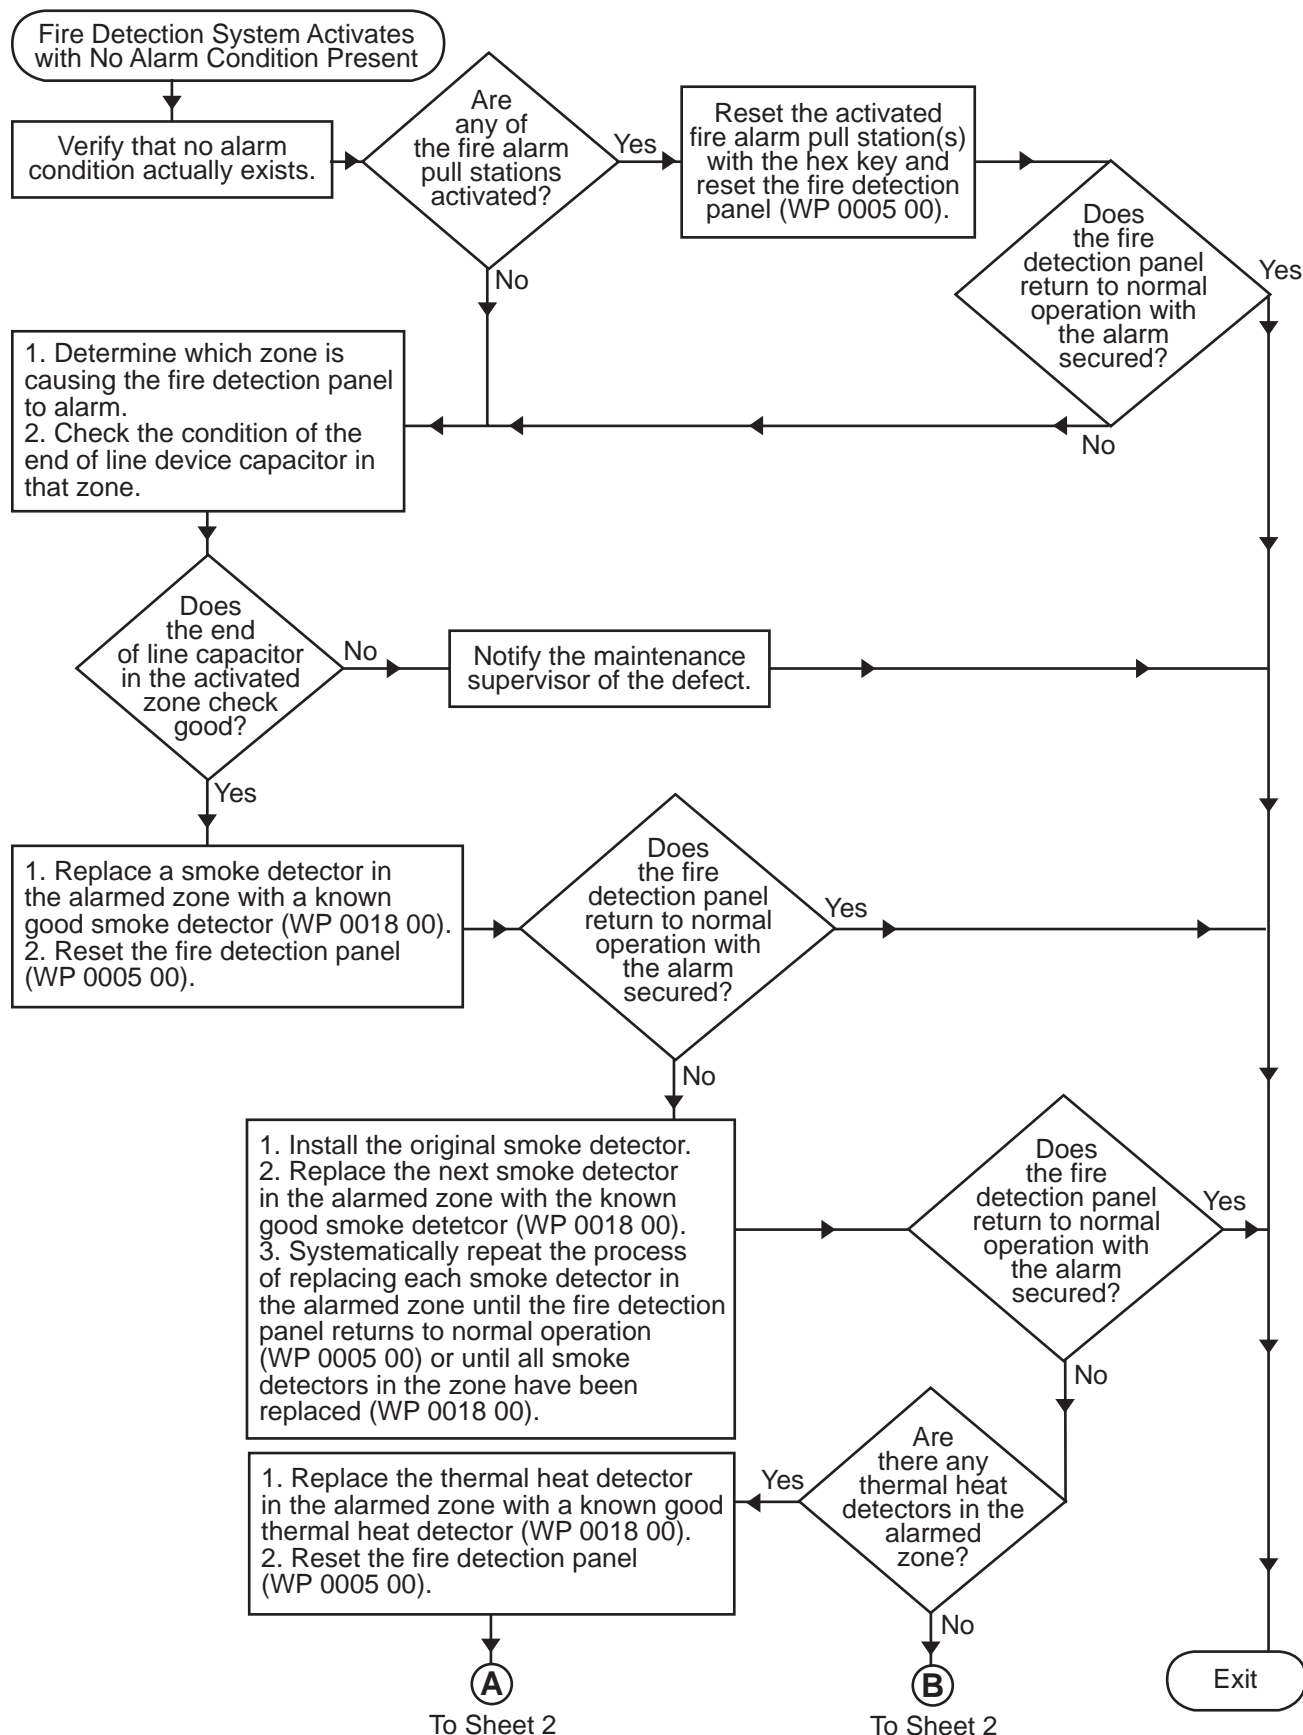 Fire Detection System Activates
with No Alarm Condition Present
Verify that no alarm
condition actually exists.
Are
any of
the fire alarm
pull stations
activated?
Yes
No
Reset the activated
fire alarm pull station(s)
with the hex key and
reset the fire detection
panel (WP 0005 00).
Does
the fire
detection panel
return to normal
operation with
the alarm
secured?
Yes
No
1. Determine which zone is
causing the fire detection panel
to alarm.
2. Check the condition of the
end of line device capacitor in
that zone.
Does
the end
of line capacitor
in the activated
zone check
good?
No
Yes
Notify the maintenance
supervisor of the defect.
1. Replace a smoke detector in
the alarmed zone with a known
good smoke detector (WP 0018 00).
2. Reset the fire detection panel
(WP 0005 00).
Does
the fire
detection panel
return to normal
operation with
the alarm
secured?
Yes
No
1. Install the original smoke detector.
2. Replace the next smoke detector
in the alarmed zone with the known
good smoke detetcor (WP 0018 00).
3. Systematically repeat the process
of replacing each smoke detector in
the alarmed zone until the fire detection
panel returns to normal operation
(WP 0005 00) or until all smoke
detectors in the zone have been
replaced (WP 0018 00).
Does
the fire
detection panel
return to normal
operation with
the alarm
secured?
Yes
No
Are
there any
thermal heat
detectors in the
alarmed
zone?
Yes
No
1. Replace the thermal heat detector
in the alarmed zone with a known good
thermal heat detector (WP 0018 00).
2. Reset the fire detection panel
(WP 0005 00).
A
To Sheet 2
B
To Sheet 2
Exit